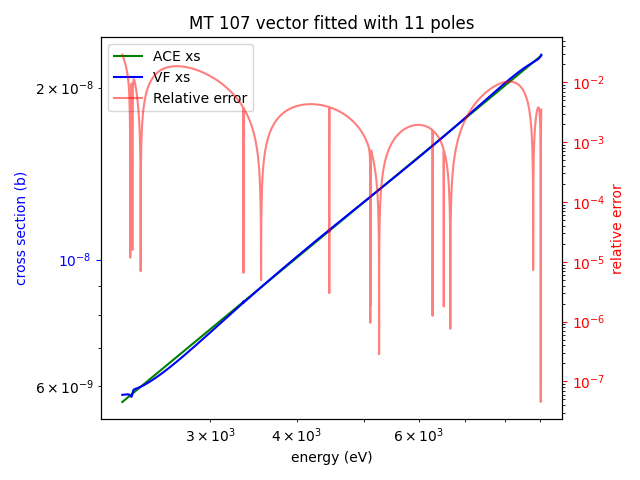 MT 107 vector fitted with 11 poles
ACE xs
VF xs
Relative error
2 × 10⁻⁸
10⁻⁸
6 × 10⁻⁹
cross section (b)
10⁻²
10⁻³
10⁻⁴
10⁻⁵
10⁻⁶
10⁻⁷
relative error
3 × 10³
4 × 10³
6 × 10³
energy (eV)